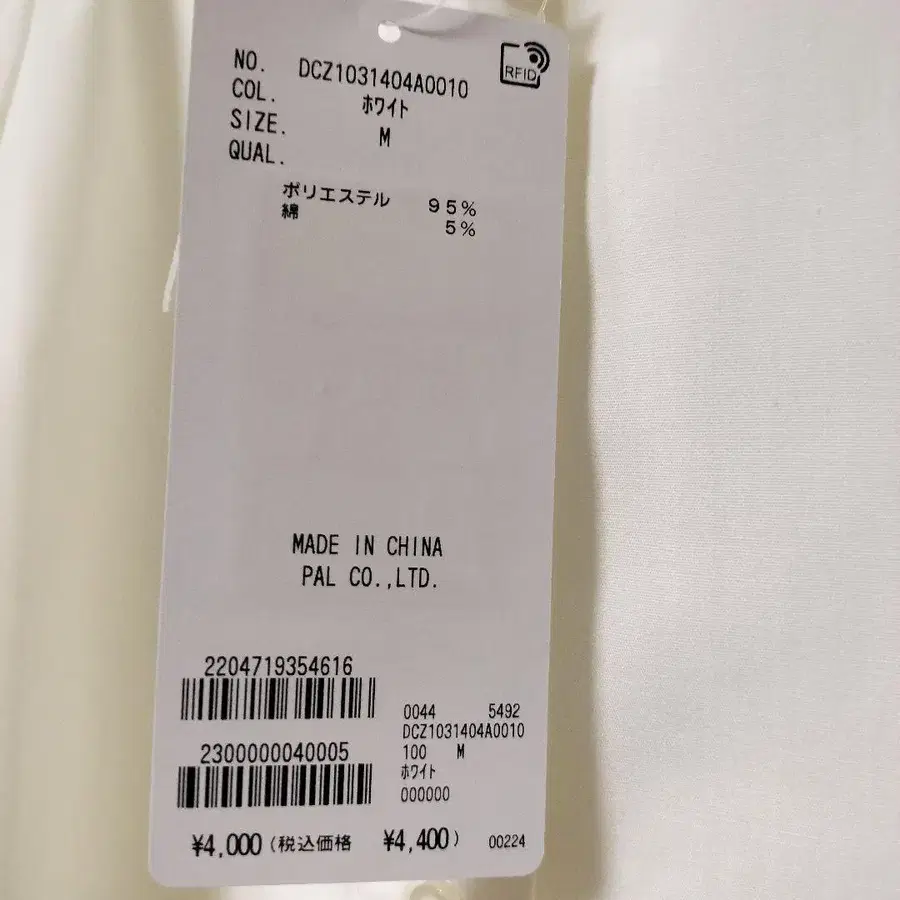 RFID
NO. DCZ1031404A0010
COL. ホワイト
SIZE. M
QUAL.
ポリエステル 95%
綿 5%
MADE IN CHINA
PAL CO.,LTD.
2204719354616
2300000040005
0044 5492
DCZ1031404A0010
100 M
ホワイト
000000
¥4,000(税込価格 ¥4,400) 00224